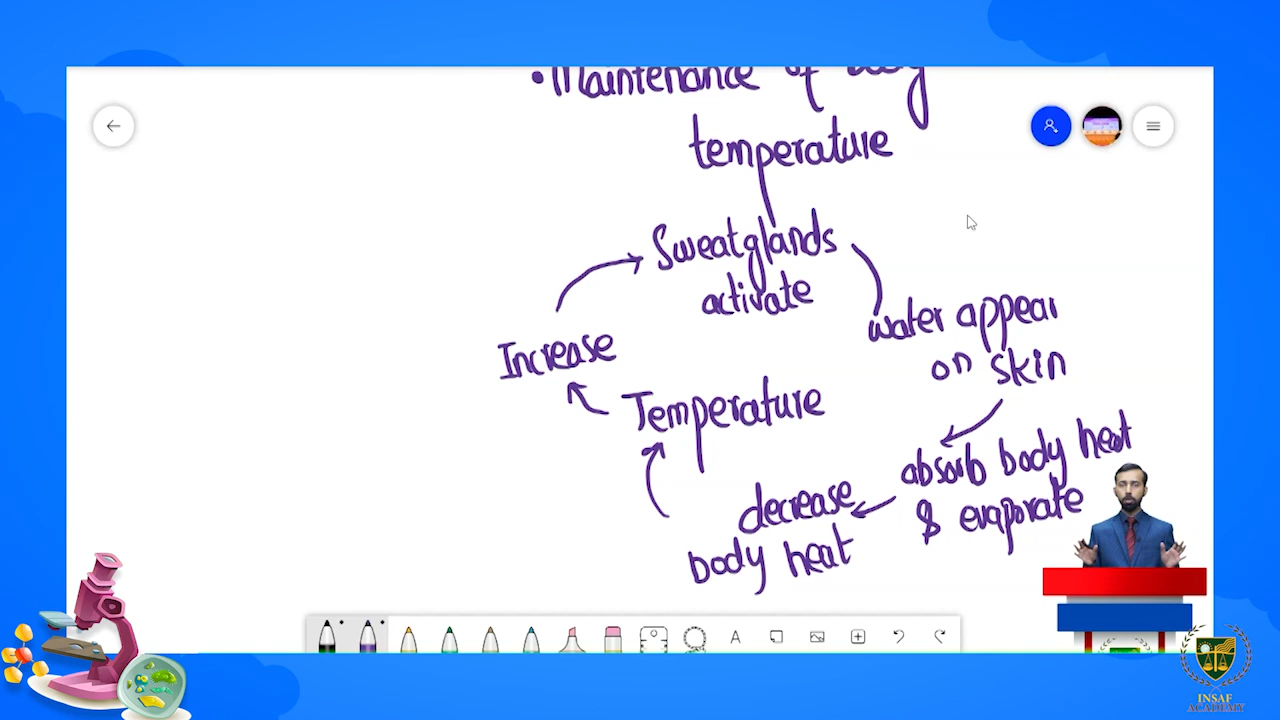 • Maintenance of body
temperature
Sweatglands
activate
water appear
on skin
absorb body heat
& evaporate
decrease
body heat
Temperature
Increase
A
INSAF
ACADEMY